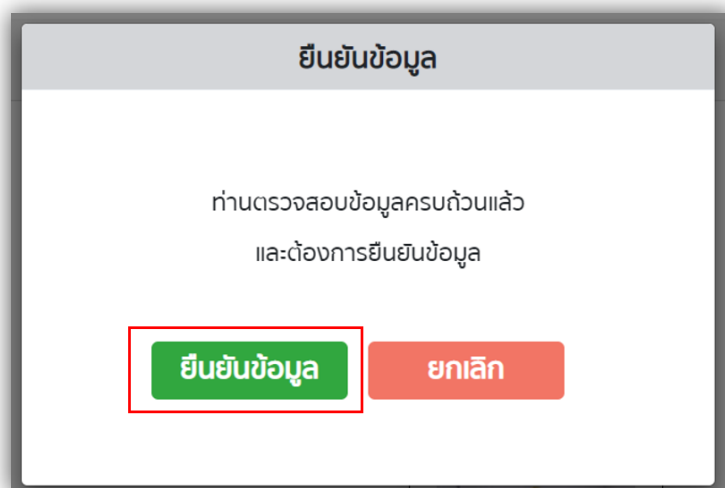 ยืนยันข้อมูล
ท่านตรวจสอบข้อมูลครบถ้วนแล้ว
และต้องการยืนยันข้อมูล
ยืนยันข้อมูล
ยกเลิก